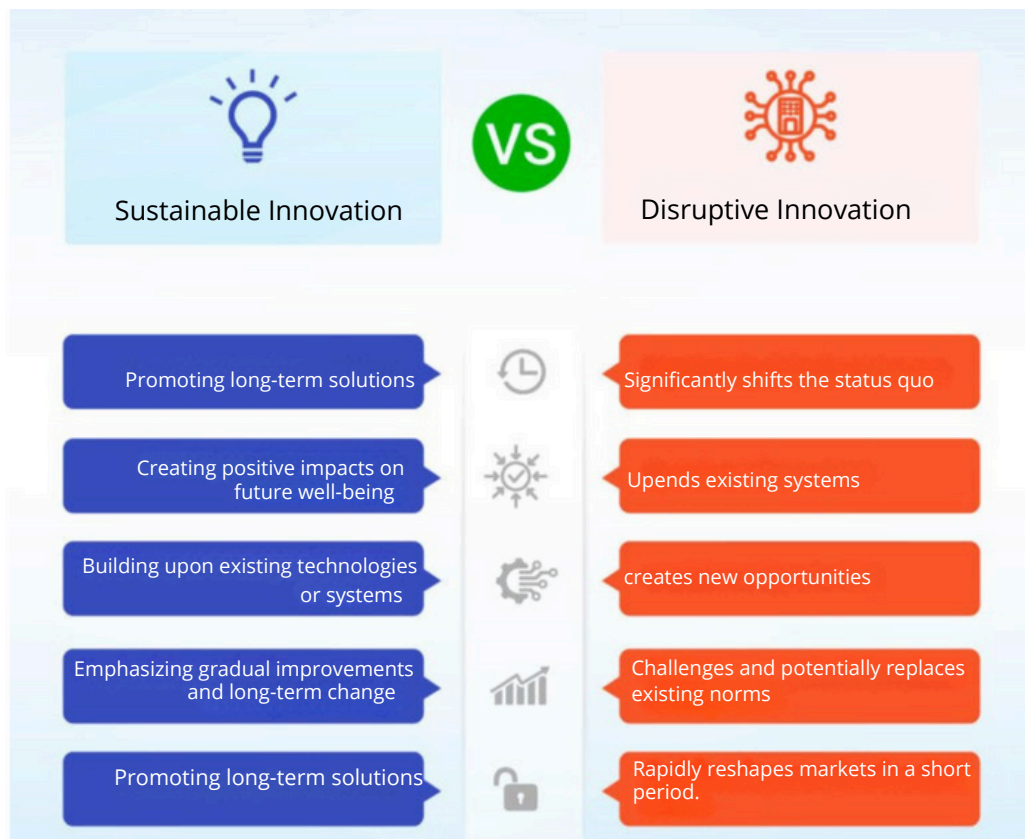 Sustainable Innovation
VS
Disruptive Innovation
Promoting long-term solutions
Significantly shifts the status quo
Creating positive impacts on
future well-being
Upends existing systems
Building upon existing technologies
or systems
creates new opportunities
Emphasizing gradual improvements
and long-term change
Challenges and potentially replaces
existing norms
Promoting long-term solutions
Rapidly reshapes markets in a short
period.